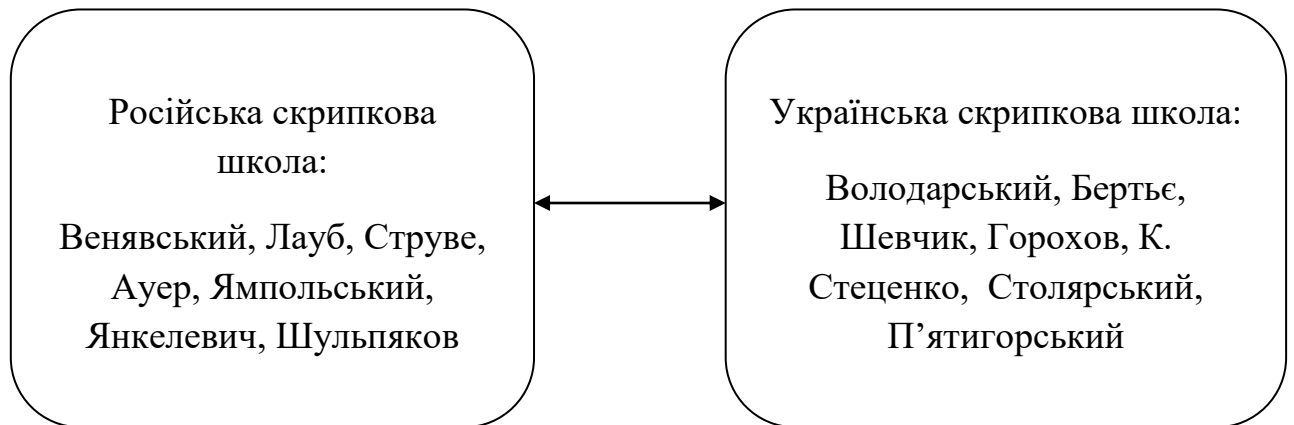 Російська скрипкова
школа:
Венявський, Лауб, Струве,
Ауер, Ямпольський,
Янкелевич, Шульпяков
Українська скрипкова школа:
Володарський, Бертьє,
Шевчик, Горохов, К.
Стеценко, Столярський,
П’ятигорський